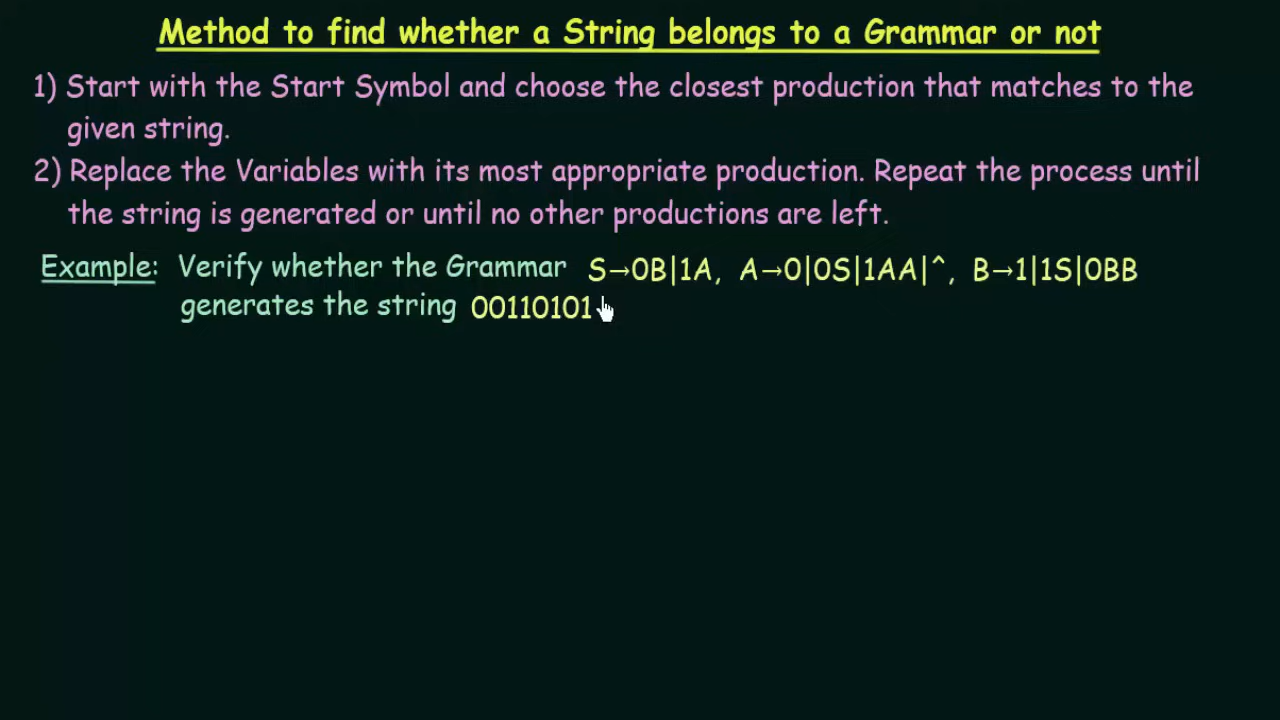 Method to find whether a String belongs to a Grammar or not
1) Start with the Start Symbol and choose the closest production that matches to the
given string.
2) Replace the Variables with its most appropriate production. Repeat the process until
the string is generated or until no other productions are left.
Example: Verify whether the Grammar S→0B|1A, A→0|0S|1AA|^, B→1|1S|0BB
generates the string 00110101